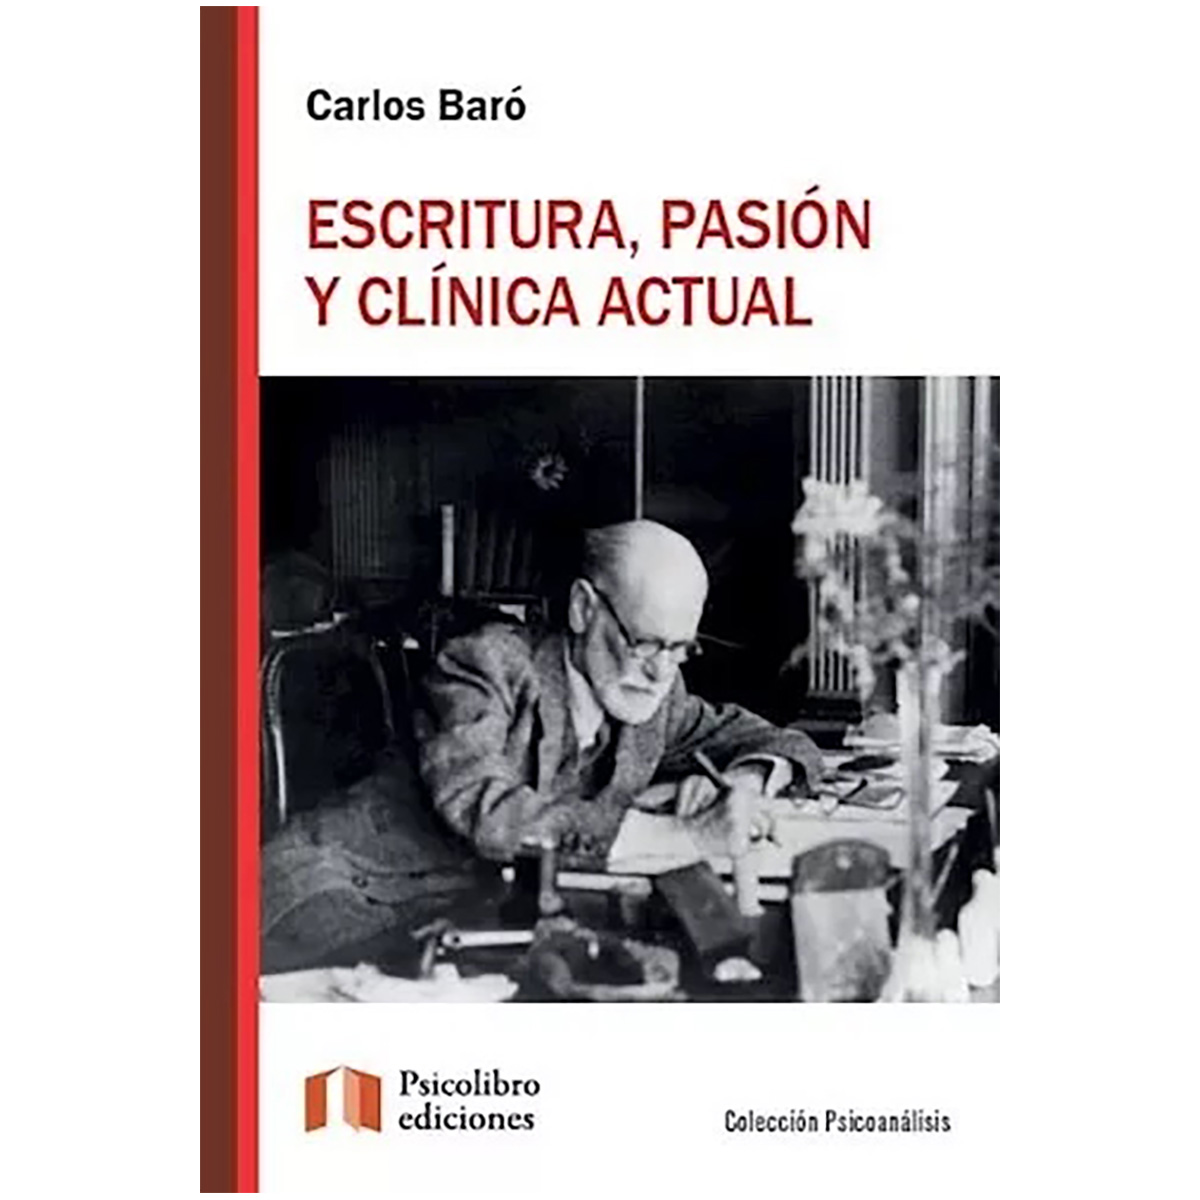 Carlos Baró
ESCRITURA, PASIÓN
Y CLÍNICA ACTUAL
Psicolibro
ediciones
Colección Psicoanálisis